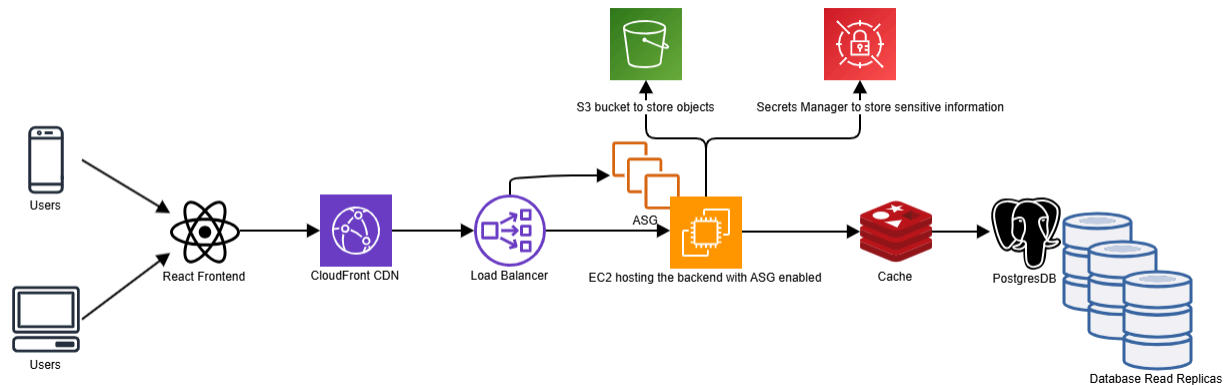 S3 bucket to store objects
Secrets Manager to store sensitive information
Users
ASG
React Frontend
CloudFront CDN
Load Balancer
EC2 hosting the backend with ASG enabled
Cache
PostgresDB
Users
Database Read Replicas